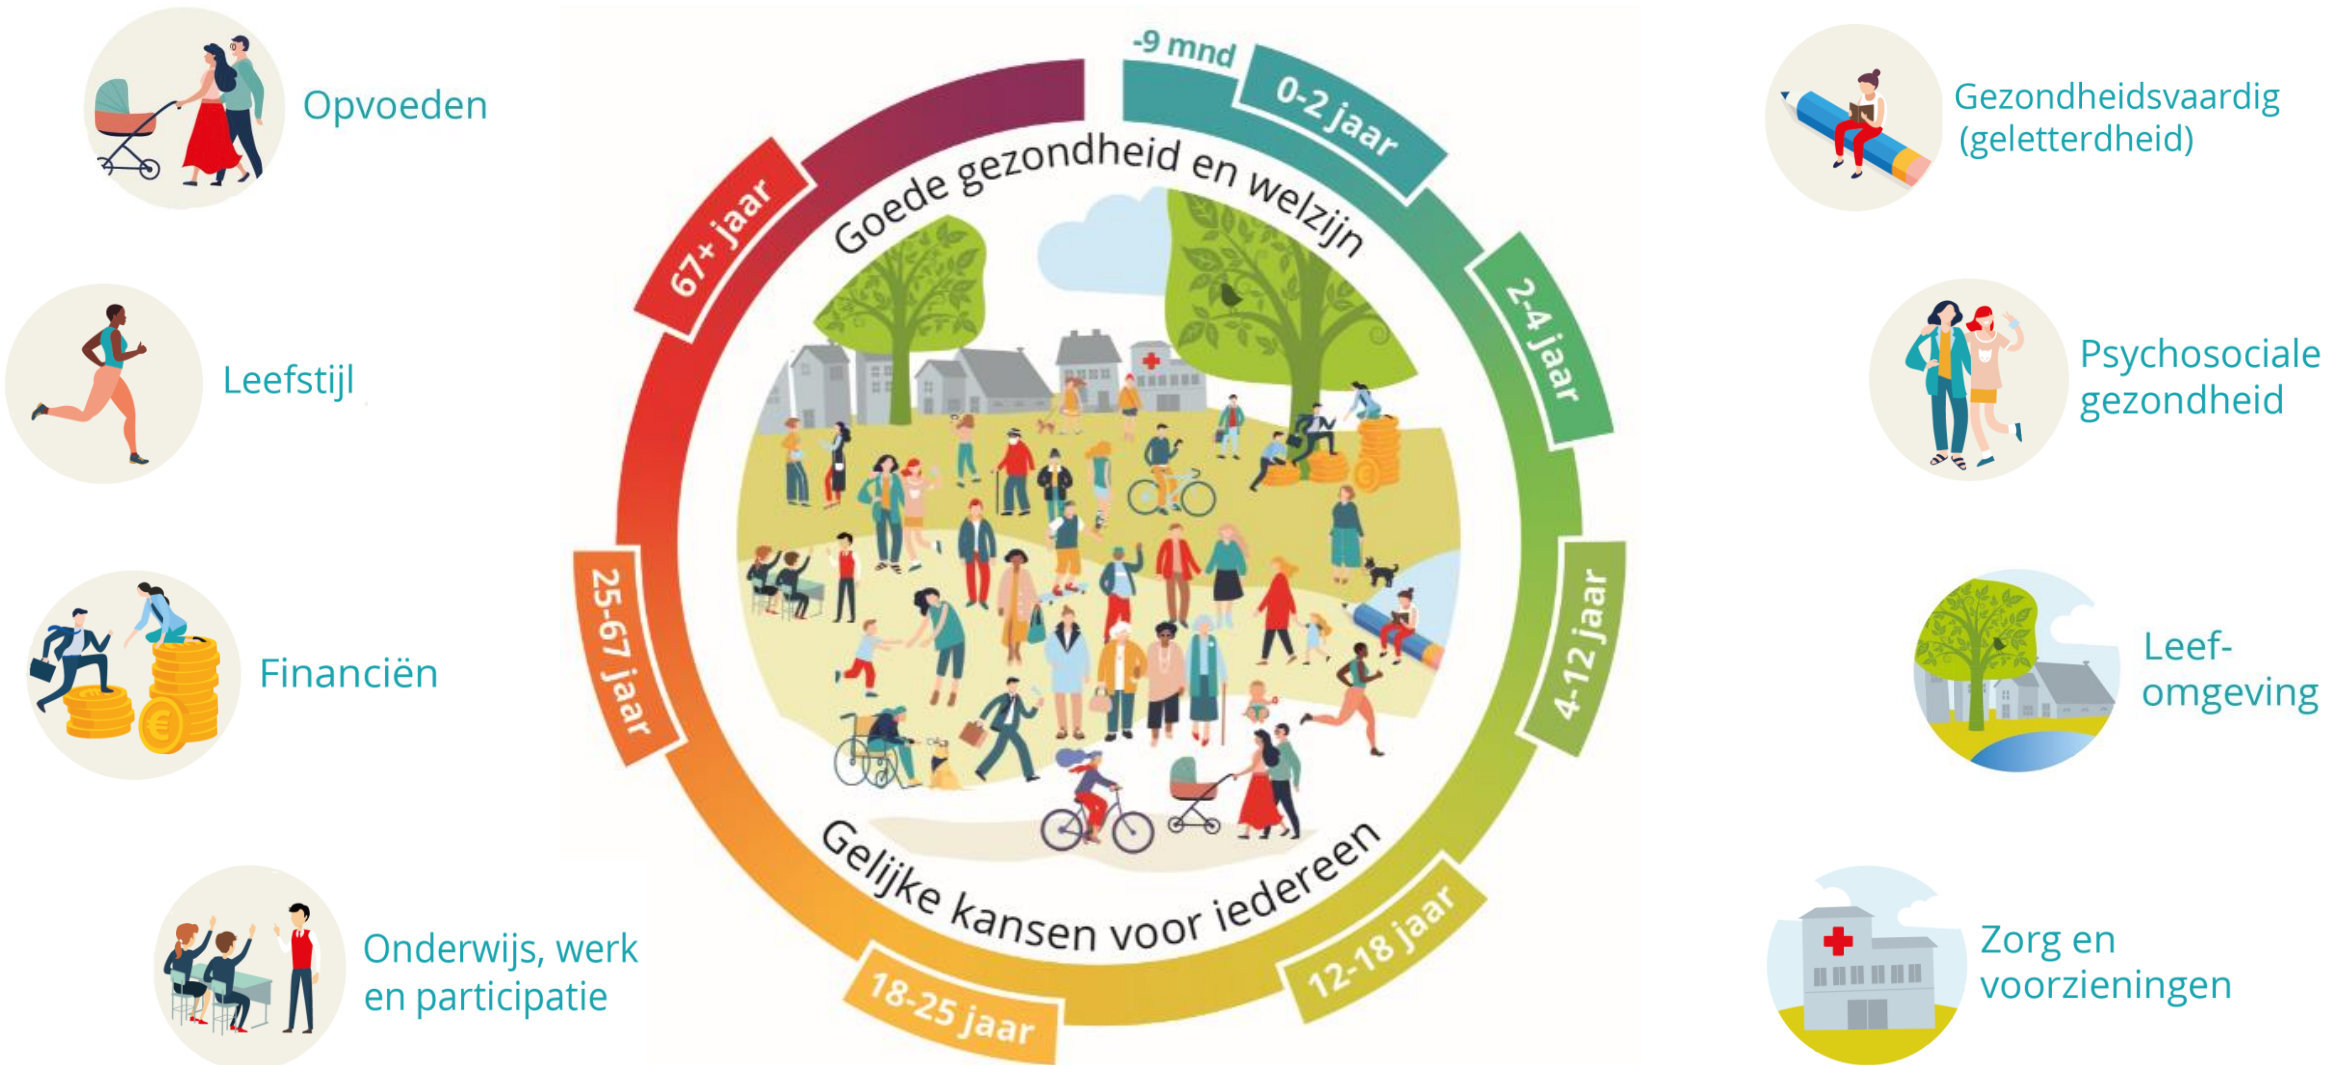 Opvoeden
Leefstijl
Financiën
Onderwijs, werk
en participatie
-9 mnd
0-2 jaar
2-4 jaar
4-12 jaar
12-18 jaar
18-25 jaar
25-67 jaar
67+ jaar
Goede gezondheid en welzijn
Gelijke kansen voor iedereen
Gezondheidsvaardig
(geletterdheid)
Psychosociale
gezondheid
Leef-
omgeving
Zorg en
voorzieningen